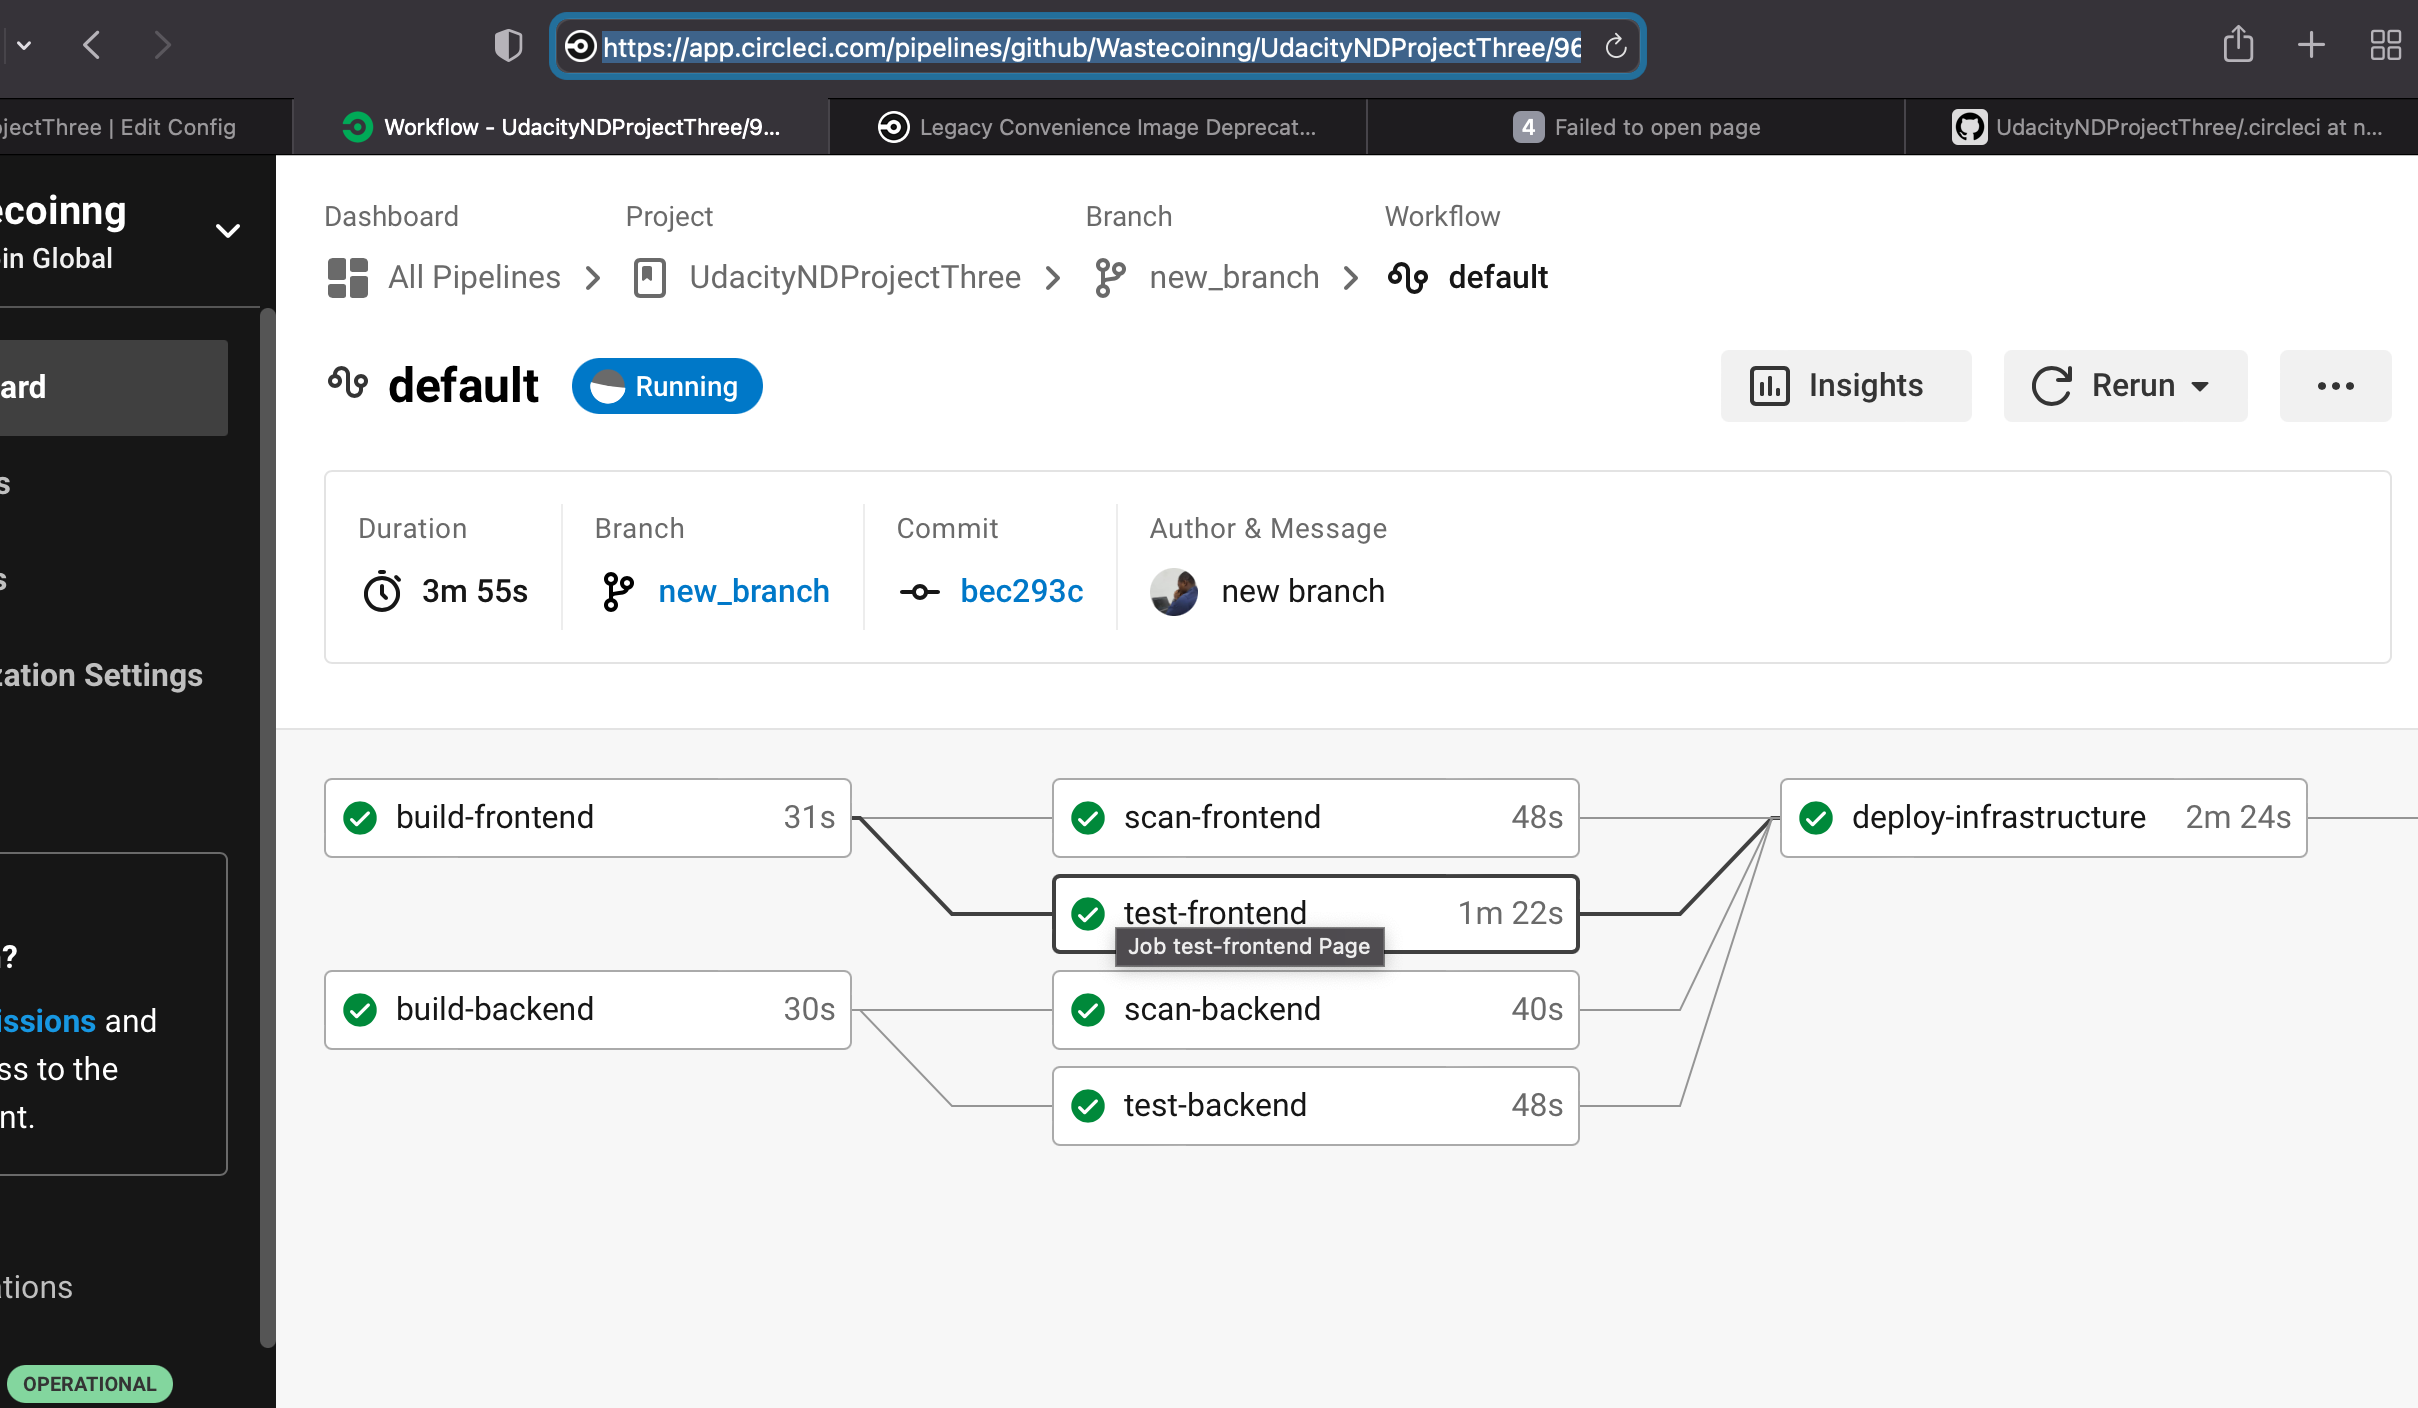 https://app.circleci.com/pipelines/github/Wastecoinng/UdacityNDProjectThree/96
jectThree | Edit Config
Workflow - UdacityNDProjectThree/9...
Legacy Convenience Image Deprecat...
4 Failed to open page
UdacityNDProjectThree/.circleci at n...
ecoinng
in Global
ard
s
s
zation Settings
?
issions and
ss to the
nt.
ations
OPERATIONAL
Dashboard
Project
Branch
Workflow
All Pipelines
UdacityNDProjectThree
new_branch
default
default
Running
Insights
Rerun
Duration
Branch
Commit
Author & Message
3m 55s
new_branch
bec293c
new branch
build-frontend 31s
scan-frontend 48s
deploy-infrastructure 2m 24s
test-frontend 1m 22s
Job test-frontend Page
build-backend 30s
scan-backend 40s
test-backend 48s